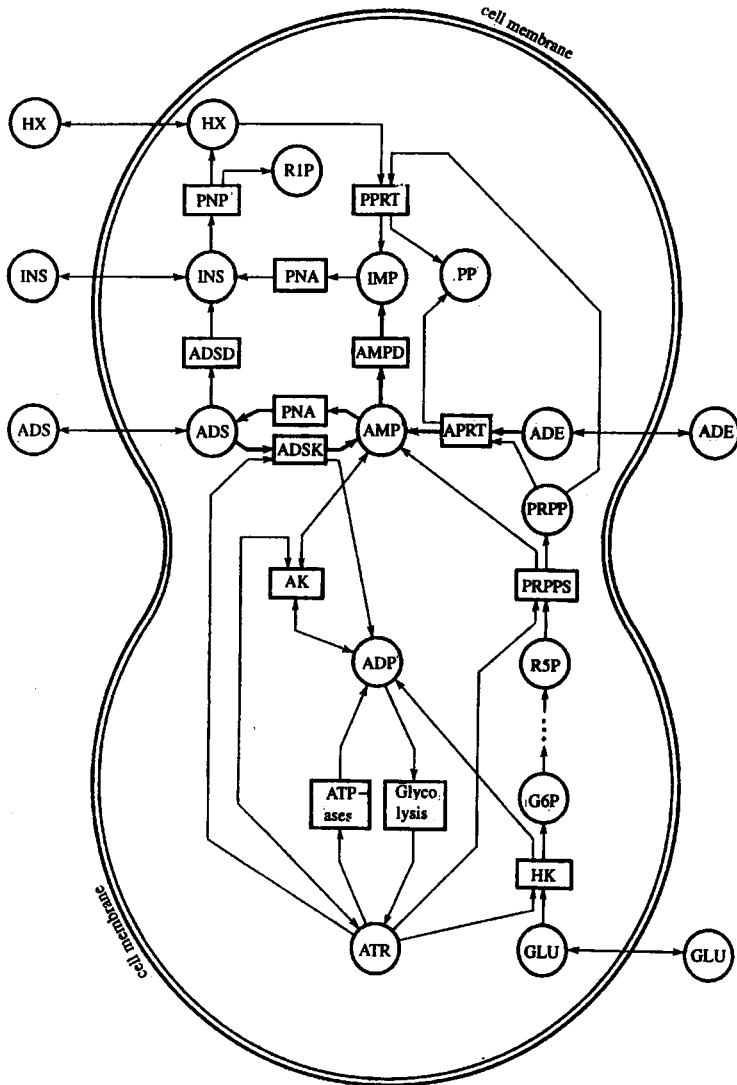 cell membrane
HX
HX
R1P
PNP
PPRT
INS
INS
PNA
IMP
PP
ADSD
AMPD
ADS
ADS
PNA
ADSK
AMP
APRT
ADE
ADE
PRPP
AK
PRPPS
ADP
R5P
ATP-
ases
Glyco
lysis
G6P
HK
ATR
GLU
GLU
cell membrane